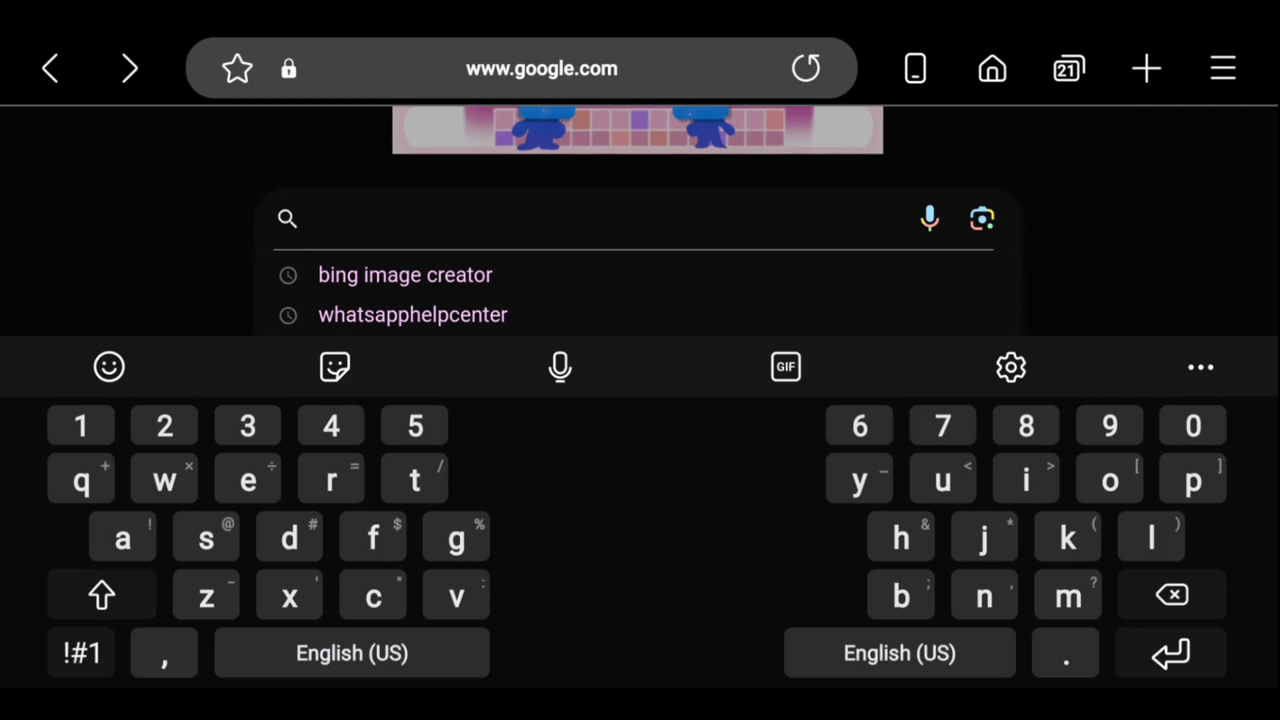 www.google.com
21
bing image creator
whatsapphelpcenter
GIF
1 2 3 4 5 6 7 8 9 0
q + w × e ÷ r = t / y _ u < i > o [ p ]
a ! s @ d # f $ g % h & j * k ( l )
z - x ' c " v : b ; n , m ?
!#1 , English (US) English (US) .